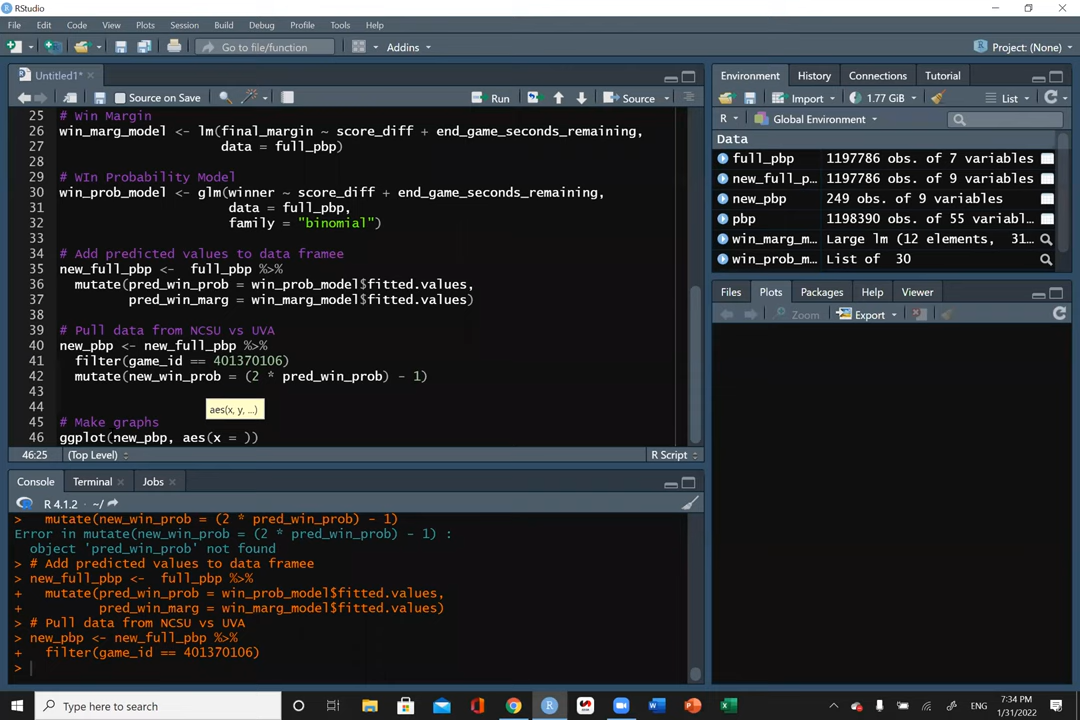 RStudio
File Edit Code View Plots Session Build Debug Profile Tools Help
Go to file/function Addins Project: (None)
Untitled1*
Source on Save Run Source
25 # Win Margin
26 win_marg_model <- lm(final_margin ~ score_diff + end_game_seconds_remaining,
27 data = full_pbp)
28
29 # WIn Probability Model
30 win_prob_model <- glm(winner ~ score_diff + end_game_seconds_remaining,
31 data = full_pbp,
32 family = "binomial")
33
34 # Add predicted values to data framee
35 new_full_pbp <-  full_pbp %>%
36 mutate(pred_win_prob = win_prob_model$fitted.values,
37 pred_win_marg = win_marg_model$fitted.values)
38
39 # Pull data from NCSU vs UVA
40 new_pbp <- new_full_pbp %>%
41 filter(game_id == 401370106)
42 mutate(new_win_prob = (2 * pred_win_prob) - 1)
43
44
aes(x, y, ...)
45 # Make graphs
46 ggplot(new_pbp, aes(x = ))
46:25 (Top Level) R Script
Console Terminal Jobs
R 4.1.2 · ~/
> mutate(new_win_prob = (2 * pred_win_prob) - 1)
Error in mutate(new_win_prob = (2 * pred_win_prob) - 1) :
object 'pred_win_prob' not found
> # Add predicted values to data framee
> new_full_pbp <-  full_pbp %>%
+ mutate(pred_win_prob = win_prob_model$fitted.values,
+ pred_win_marg = win_marg_model$fitted.values)
> # Pull data from NCSU vs UVA
> new_pbp <- new_full_pbp %>%
+ filter(game_id == 401370106)
>
Environment History Connections Tutorial
Import 1.77 GiB List
R Global Environment
Data
full_pbp 1197786 obs. of 7 variables
new_full_p... 1197786 obs. of 9 variables
new_pbp 249 obs. of 9 variables
pbp 1198390 obs. of 55 variabl...
win_marg_m... Large lm (12 elements, 31...
win_prob_m... List of 30
Files Plots Packages Help Viewer
Zoom Export
Type here to search
ENG
7:34 PM
1/31/2022